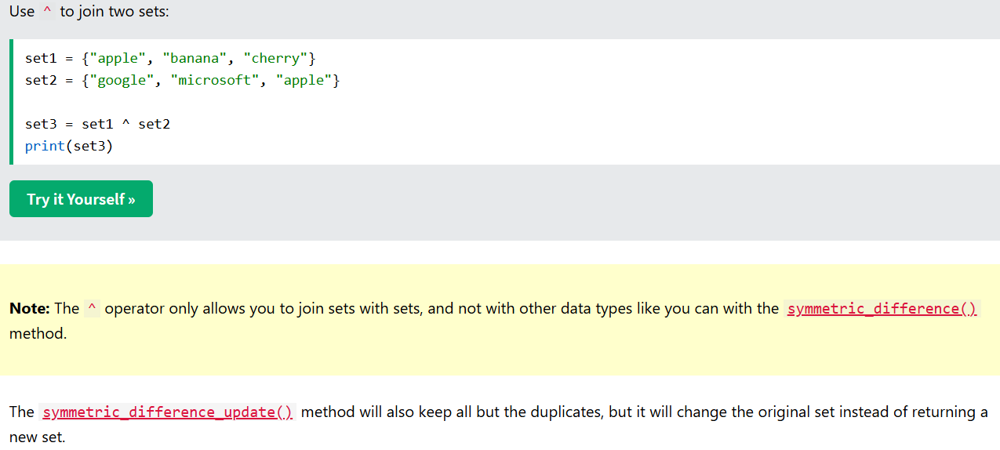 Use ^ to join two sets:
set1 = {"apple", "banana", "cherry"}
set2 = {"google", "microsoft", "apple"}
set3 = set1 ^ set2
print(set3)
Try it Yourself »
Note: The ^ operator only allows you to join sets with sets, and not with other data types like you can with the symmetric_difference()
method.
The symmetric_difference_update() method will also keep all but the duplicates, but it will change the original set instead of returning a
new set.